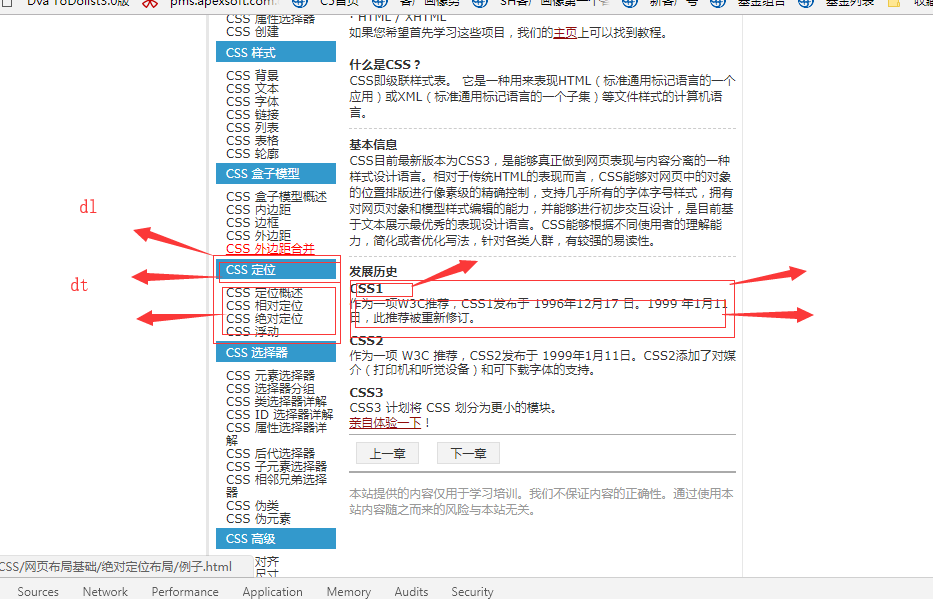 Dva ToDolist3.0版
pms.apexsoft.com.
CSS 属性选择器
CSS 创建
CSS 样式
CSS 背景
CSS 文本
CSS 字体
CSS 链接
CSS 列表
CSS 表格
CSS 轮廓
CSS 盒子模型
CSS 盒子模型概述
CSS 内边距
CSS 边框
CSS 外边距
CSS 外边距合并
CSS 定位
CSS 定位概述
CSS 相对定位
CSS 绝对定位
CSS 浮动
CSS 选择器
CSS 元素选择器
CSS 选择器分组
CSS 类选择器详解
CSS ID 选择器详解
CSS 属性选择器详
解
CSS 后代选择器
CSS 子元素选择器
CSS 相邻兄弟选择
器
CSS 伪类
CSS 伪元素
CSS 高级
对齐
尺寸
dl
dt
· HTML / XHTML
如果您希望首先学习这些项目，我们的主页上可以找到教程。
什么是CSS？
CSS即级联样式表。 它是一种用来表现HTML（标准通用标记语言的一个
应用）或XML（标准通用标记语言的一个子集）等文件样式的计算机语
言。
基本信息
CSS目前最新版本为CSS3，是能够真正做到网页表现与内容分离的一种
样式设计语言。相对于传统HTML的表现而言，CSS能够对网页中的对象
的位置排版进行像素级的精确控制，支持几乎所有的字体字号样式，拥有
对网页对象和模型样式编辑的能力，并能够进行初步交互设计，是目前基
于文本展示最优秀的表现设计语言。CSS能够根据不同使用者的理解能
力，简化或者优化写法，针对各类人群，有较强的易读性。
发展历史
CSS1
作为一项W3C推荐，CSS1发布于 1996年12月17 日。1999 年1月11
日，此推荐被重新修订。
CSS2
作为一项 W3C 推荐，CSS2发布于 1999年1月11日。CSS2添加了对媒
介（打印机和听觉设备）和可下载字体的支持。
CSS3
CSS3 计划将 CSS 划分为更小的模块。
亲自体验一下！
上一章 下一章
本站提供的内容仅用于学习培训。我们不保证内容的正确性。通过使用本
站内容随之而来的风险与本站无关。
CSS/网页布局基础/绝对定位布局/例子.html
Sources Network Performance Application Memory Audits Security